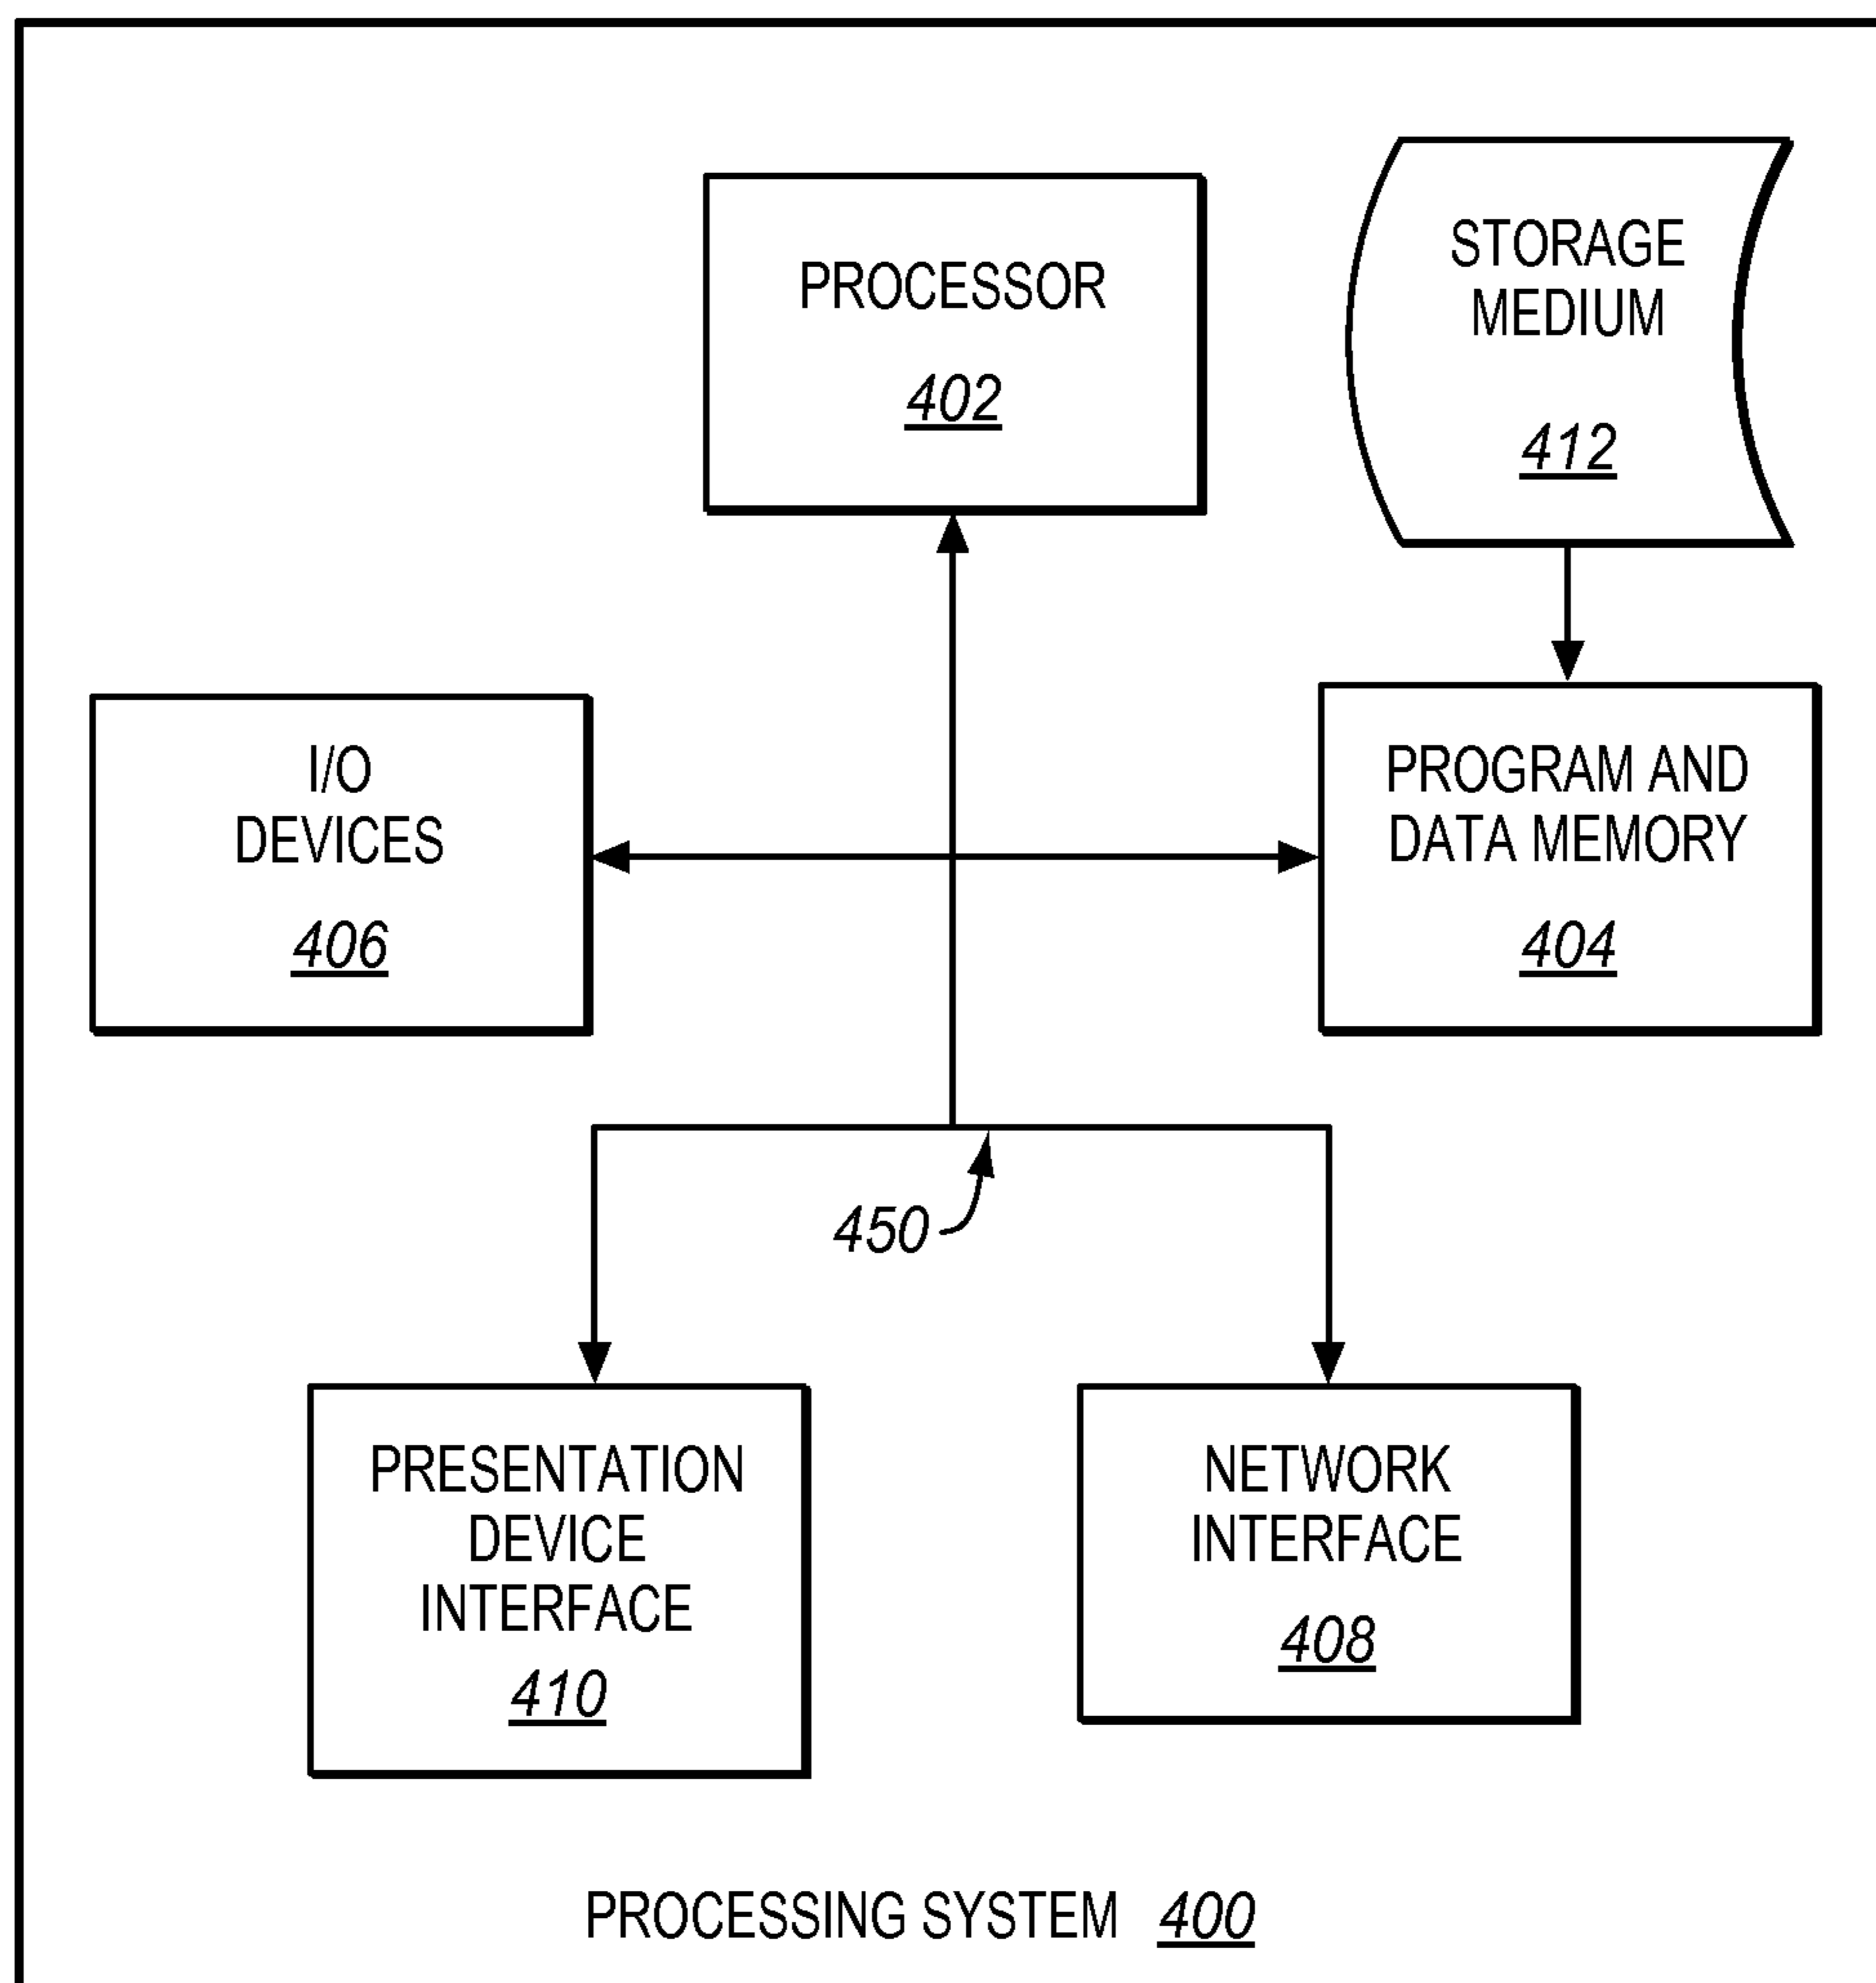 PROCESSOR
402
STORAGE
MEDIUM
412
I/O
DEVICES
406
PROGRAM AND
DATA MEMORY
404
450
PRESENTATION
DEVICE
INTERFACE
410
NETWORK
INTERFACE
408
PROCESSING SYSTEM 400